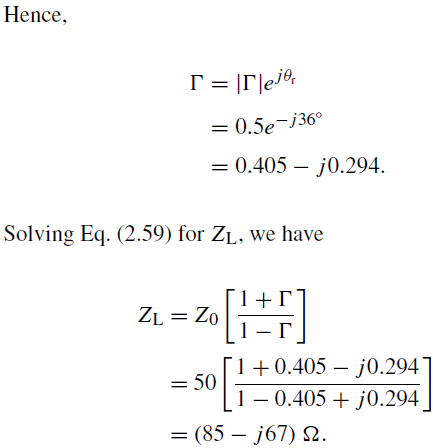 Hence,
Γ = |Γ|e^{jθ_r}
= 0.5e^{−j36°}
= 0.405 − j0.294.
Solving Eq. (2.59) for Z_L, we have
Z_L = Z_0 [ (1 + Γ) / (1 − Γ) ]
= 50 [ (1 + 0.405 − j0.294) / (1 − 0.405 + j0.294) ]
= (85 − j67) Ω.